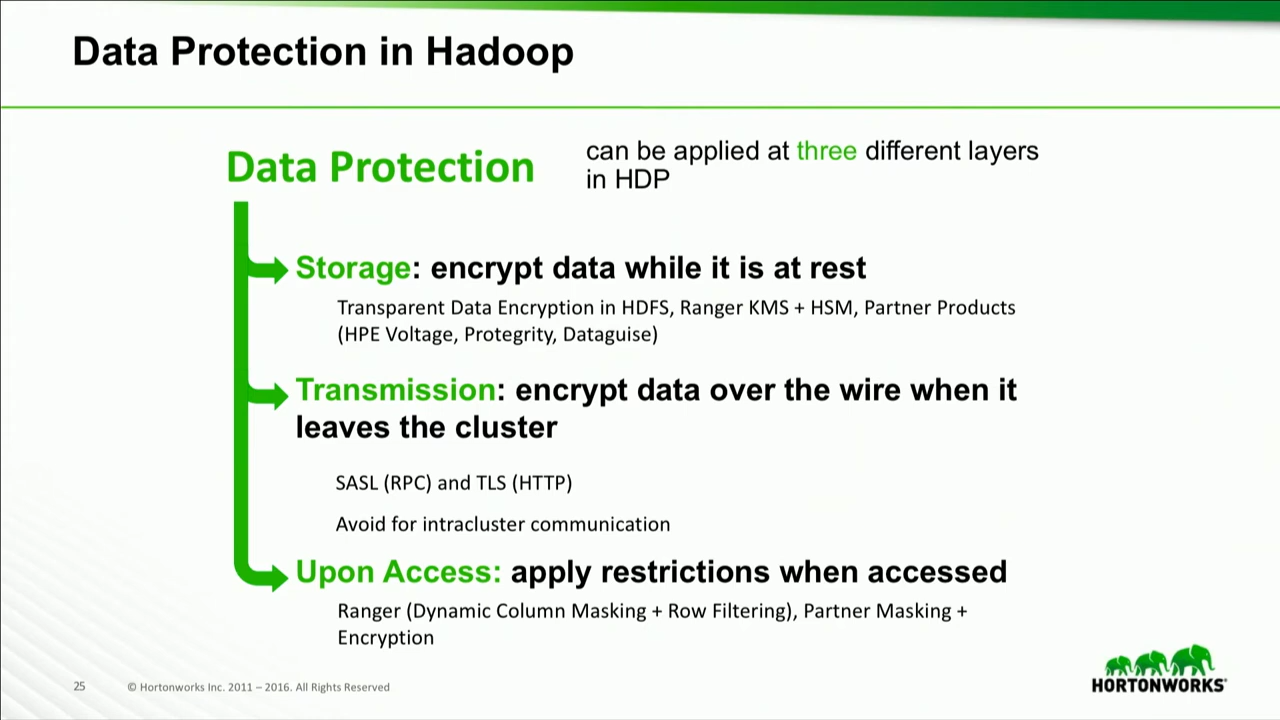 Data Protection in Hadoop
Data Protection
can be applied at three different layers
in HDP
Storage: encrypt data while it is at rest
Transparent Data Encryption in HDFS, Ranger KMS + HSM, Partner Products
(HPE Voltage, Protegrity, Dataguise)
Transmission: encrypt data over the wire when it
leaves the cluster
SASL (RPC) and TLS (HTTP)
Avoid for intracluster communication
Upon Access: apply restrictions when accessed
Ranger (Dynamic Column Masking + Row Filtering), Partner Masking +
Encryption
25
© Hortonworks Inc. 2011 – 2016. All Rights Reserved
HORTONWORKS